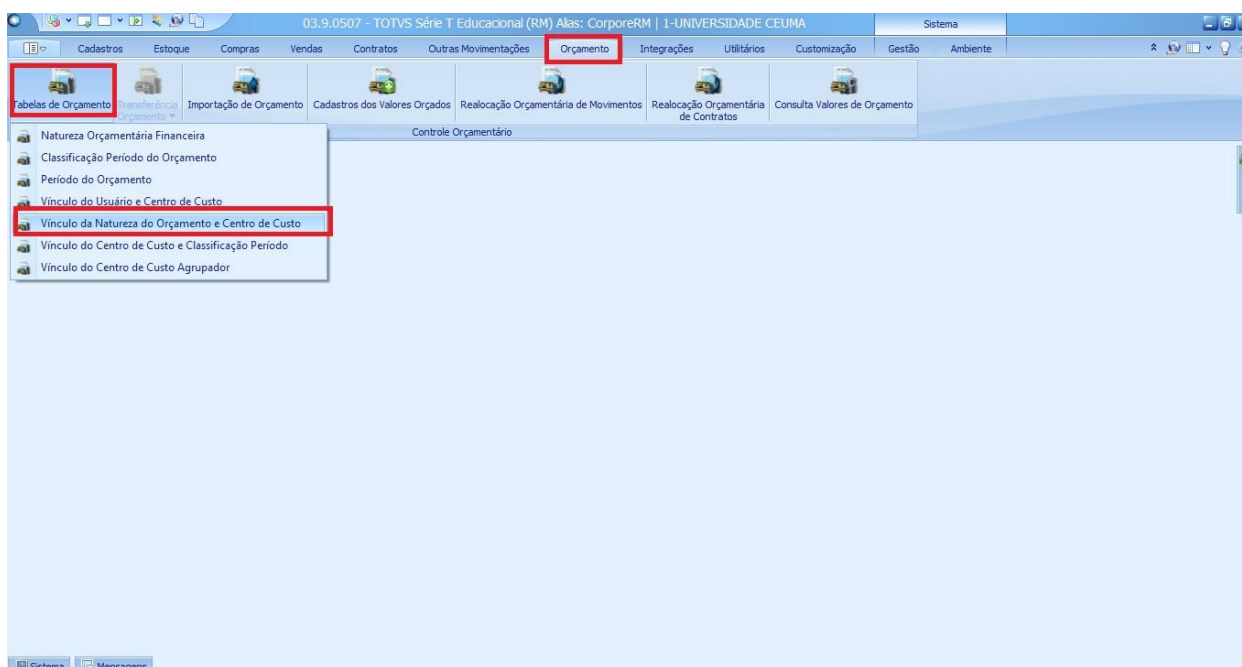 03.9.0507 - TOTVS Série T Educacional (RM) Alias: CorporeRM | 1-UNIVERSIDADE CEUMA
Sistema
Cadastros Estoque Compras Vendas Contratos Outras Movimentações Orçamento Integrações Utilitários Customização Gestão Ambiente
Tabelas de Orçamento Transferência Importação de Orçamento Cadastros dos Valores Orçados Realocação Orçamentária de Movimentos Realocação Orçamentária Consulta Valores de Orçamento
Orçamento de Contratos
Controle Orçamentário
Natureza Orçamentária Financeira
Classificação Período do Orçamento
Período do Orçamento
Vínculo do Usuário e Centro de Custo
Vínculo da Natureza do Orçamento e Centro de Custo
Vínculo do Centro de Custo e Classificação Período
Vínculo do Centro de Custo Agrupador
Sistema Mensagens